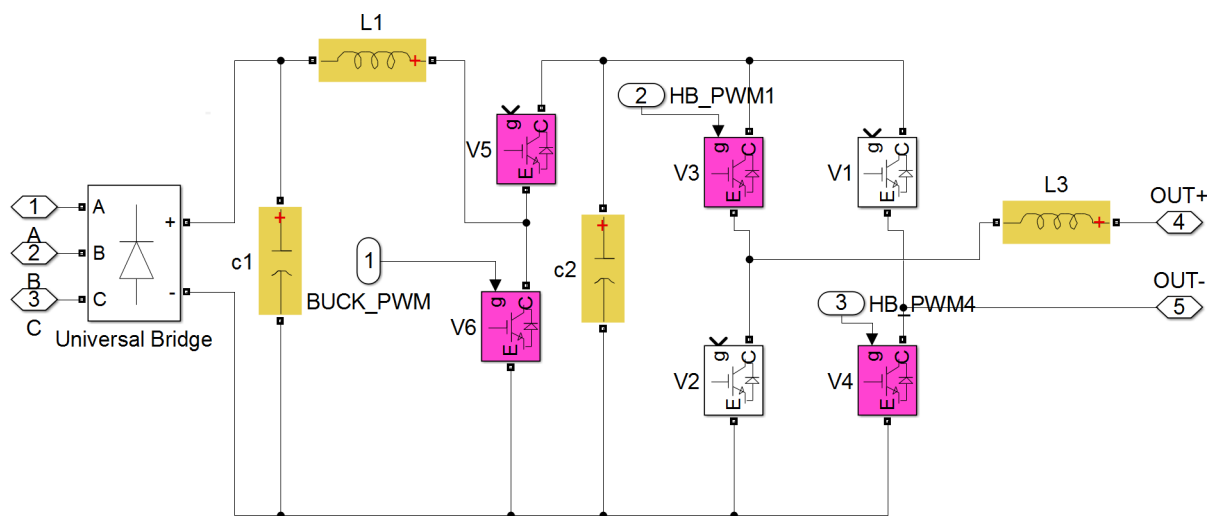 L1
2
HB_PWM1
g
C
E
V5
g
C
E
V3
g
C
E
V1
L3
OUT+
4
1
A
A
2
B
B
3
C
C
+
-
Universal Bridge
c1
1
BUCK_PWM
g
C
E
V6
c2
OUT-
5
3
HB_PWM4
g
C
E
V2
g
C
E
V4